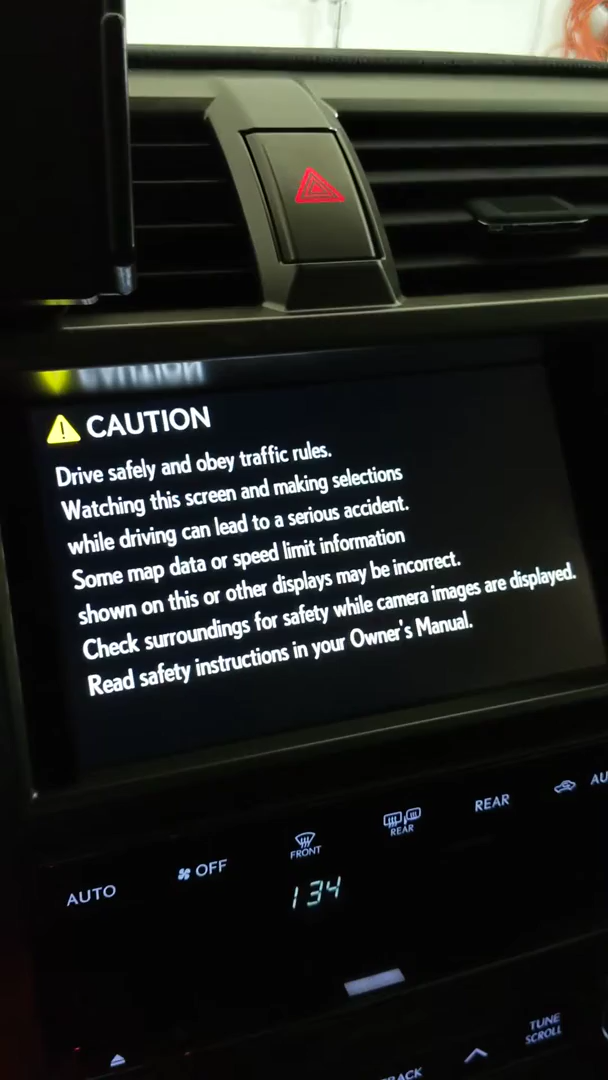 CAUTION
Drive safely and obey traffic rules.
Watching this screen and making selections
while driving can lead to a serious accident.
Some map data or speed limit information
shown on this or other displays may be incorrect.
Check surroundings for safety while camera images are displayed.
Read safety instructions in your Owner's Manual.
AUTO
OFF
FRONT
REAR
REAR
AU
134
TUNE
SCROLL